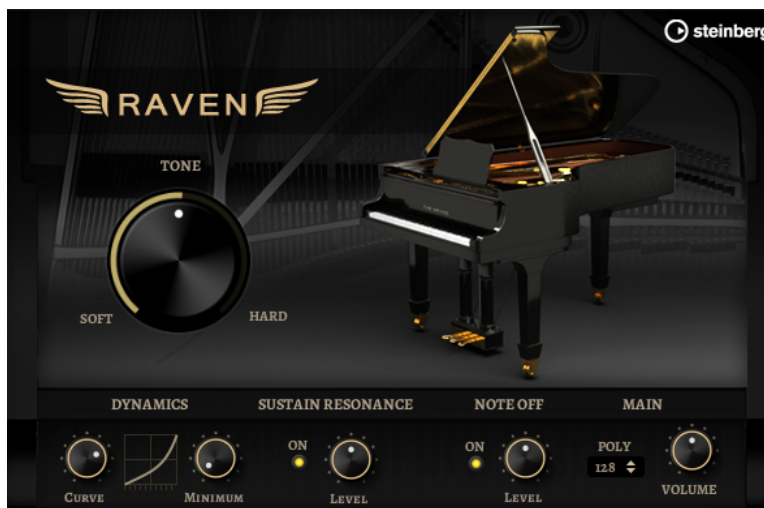 steinberg
RAVEN
TONE
SOFT
HARD
DYNAMICS
SUSTAIN RESONANCE
NOTE OFF
MAIN
ON
ON
POLY
128
CURVE
MINIMUM
LEVEL
LEVEL
VOLUME